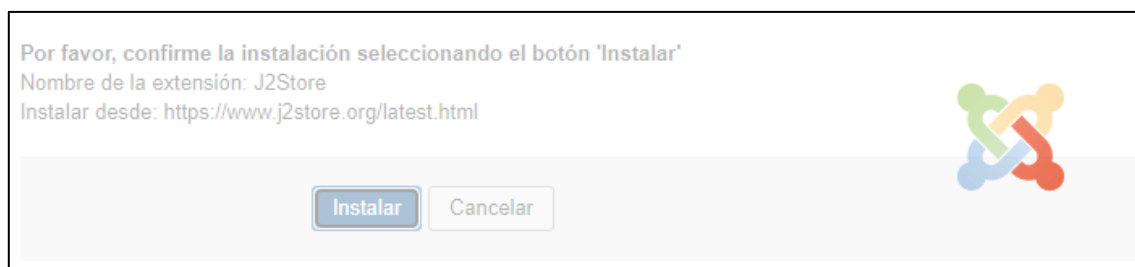 Por favor, confirme la instalación seleccionando el botón 'Instalar'
Nombre de la extensión: J2Store
Instalar desde: https://www.j2store.org/latest.html
Instalar
Cancelar